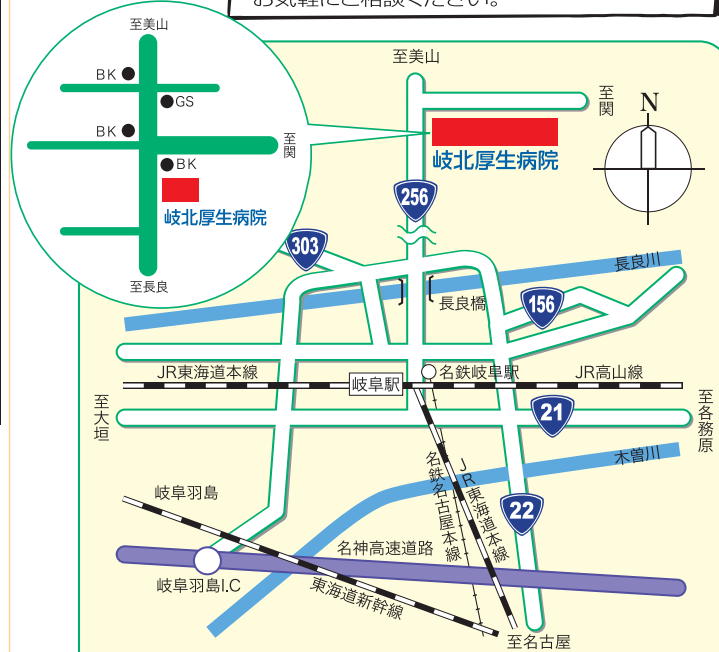 お気軽にご相談ください。
至美山
BK
GS
BK
至関
BK
岐北厚生病院
至長良
至美山
至関
N
岐北厚生病院
256
303
長良川
長良橋
156
JR東海道本線
岐阜駅
名鉄岐阜駅
JR高山線
至大垣
21
至各務原
木曽川
名鉄名古屋本線
JR東海道本線
岐阜羽島
22
名神高速道路
岐阜羽島I.C
東海道新幹線
至名古屋